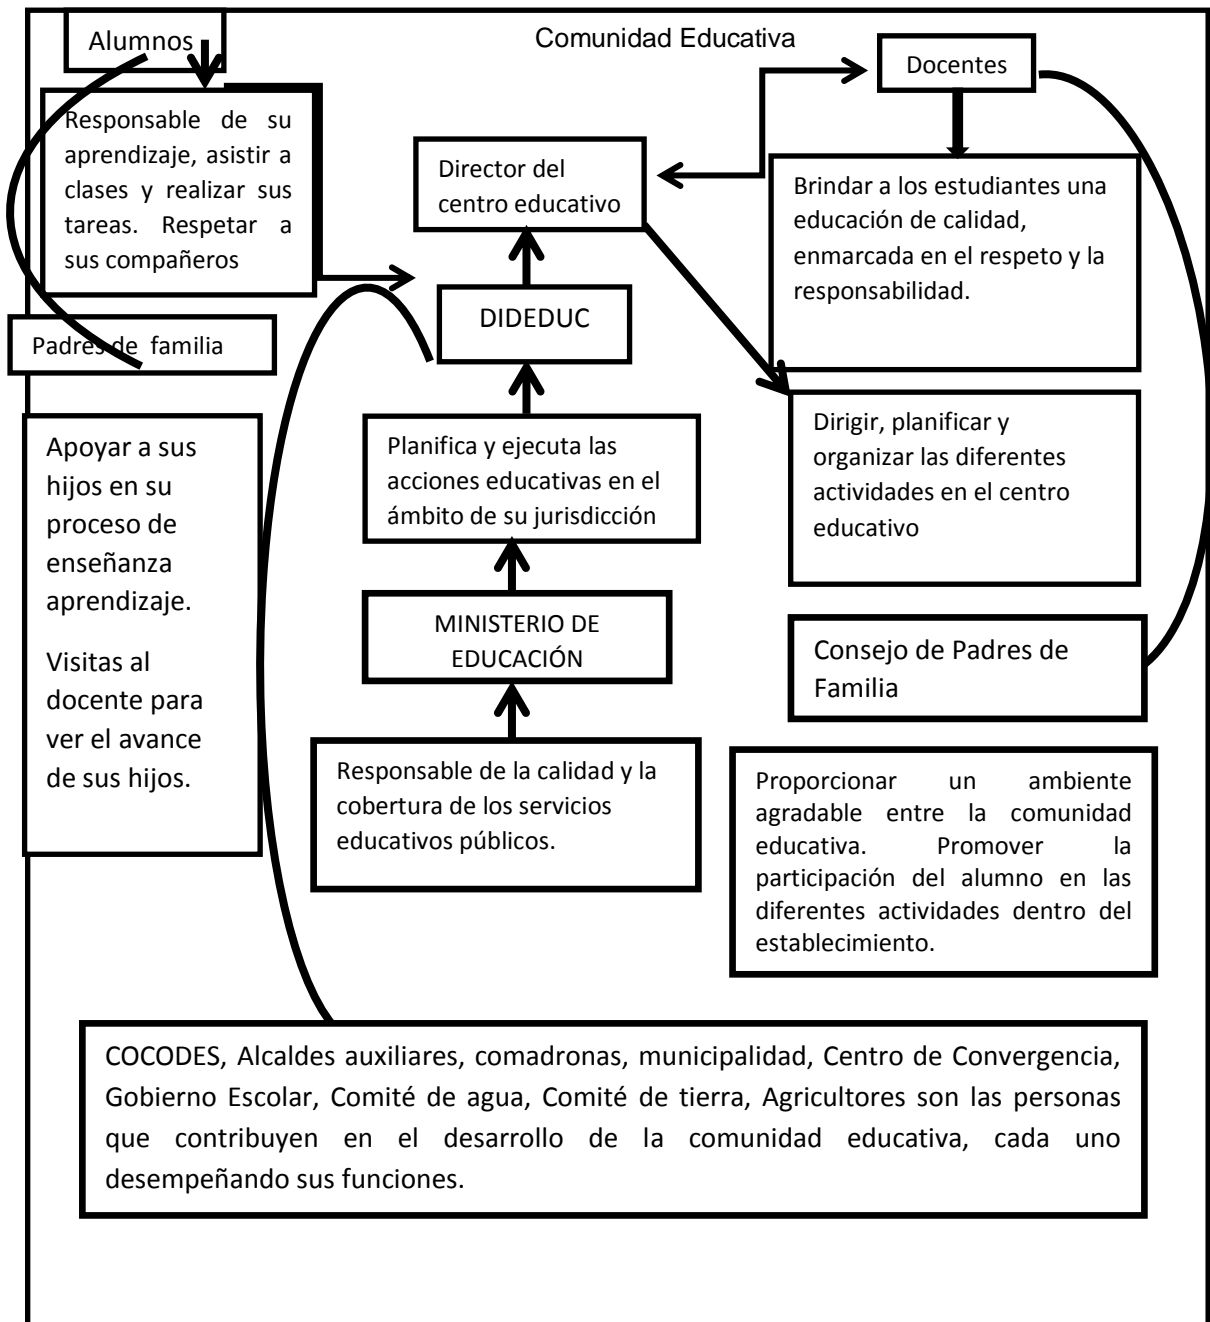 Comunidad Educativa
Alumnos
Responsable de su
aprendizaje, asistir a
clases y realizar sus
tareas. Respetar a
sus compañeros
Padres de familia
Apoyar a sus
hijos en su
proceso de
enseñanza
aprendizaje.
Visitas al
docente para
ver el avance
de sus hijos.
Director del
centro educativo
DIDEDUC
Planifica y ejecuta las
acciones educativas en el
ámbito de su jurisdicción
MINISTERIO DE
EDUCACIÓN
Responsable de la calidad y la
cobertura de los servicios
educativos públicos.
Docentes
Brindar a los estudiantes una
educación de calidad,
enmarcada en el respeto y la
responsabilidad.
Dirigir, planificar y
organizar las diferentes
actividades en el centro
educativo
Consejo de Padres de
Familia
Proporcionar un ambiente
agradable entre la comunidad
educativa. Promover la
participación del alumno en las
diferentes actividades dentro del
establecimiento.
COCODES, Alcaldes auxiliares, comadronas, municipalidad, Centro de Convergencia,
Gobierno Escolar, Comité de agua, Comité de tierra, Agricultores son las personas
que contribuyen en el desarrollo de la comunidad educativa, cada uno
desempeñando sus funciones.